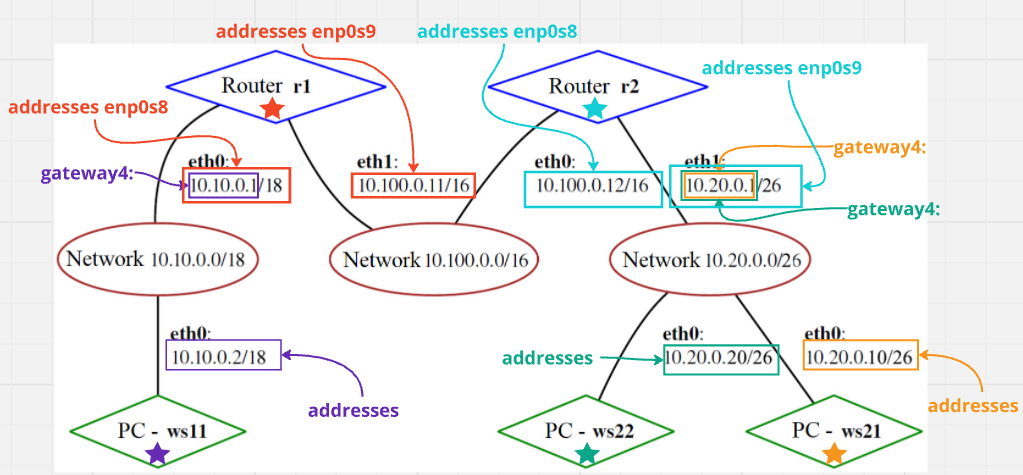 addresses enp0s9
addresses enp0s8
addresses enp0s9
Router r1
Router r2
addresses enp0s8
eth0:
eth1:
eth0:
eth1:
gateway4:
gateway4:
10.10.0.1/18
10.100.0.11/16
10.100.0.12/16
10.20.0.1/26
gateway4:
Network 10.10.0.0/18
Network 10.100.0.0/16
Network 10.20.0.0/26
eth0:
eth0:
eth0:
10.10.0.2/18
addresses
10.20.0.20/26
10.20.0.10/26
addresses
addresses
PC - ws11
PC - ws22
PC - ws21